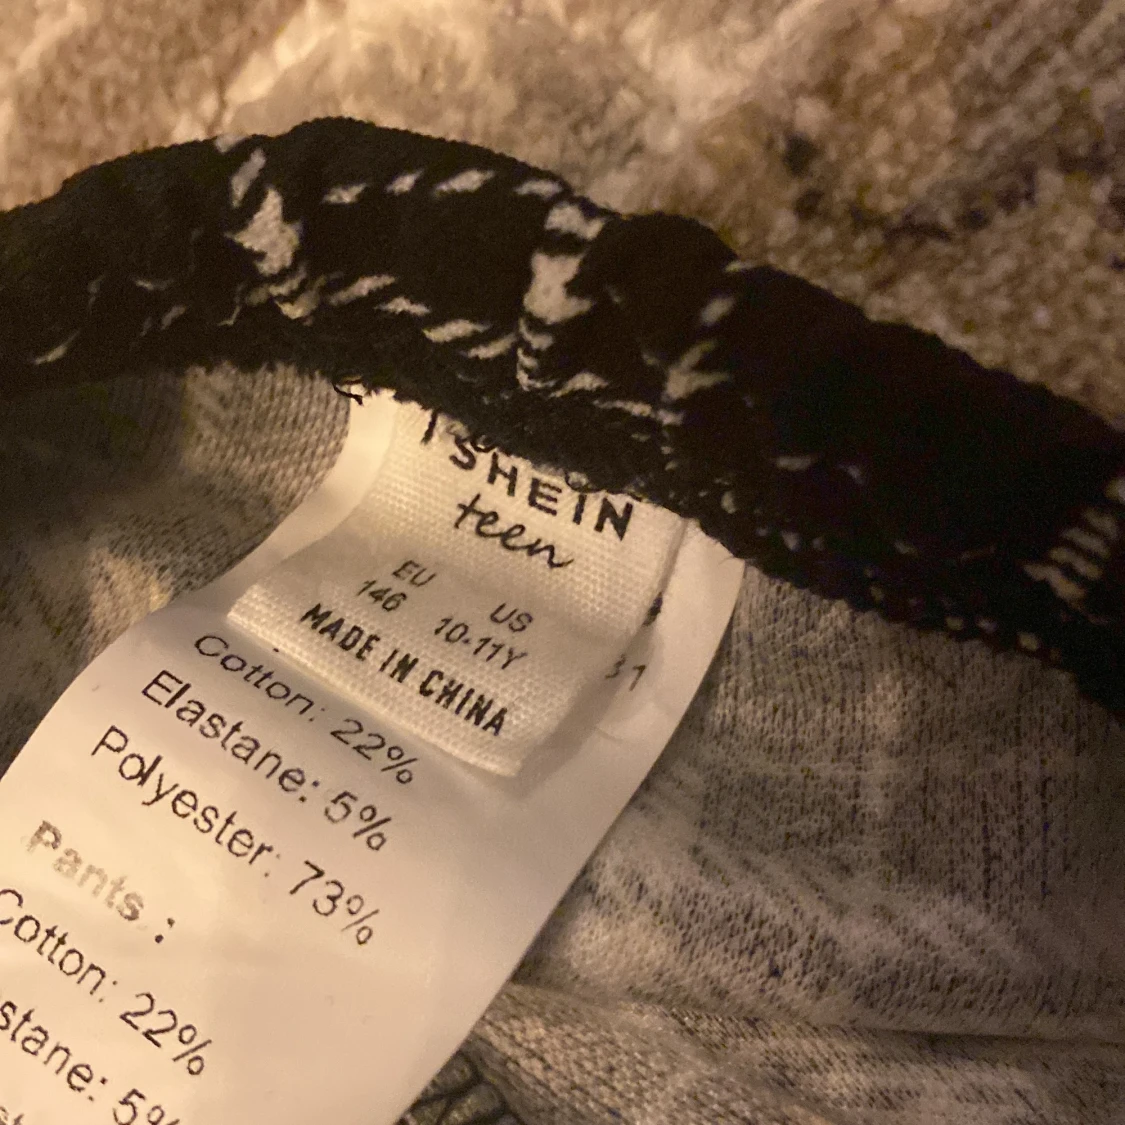 SHEIN
teen
EU US
146 10-11Y
MADE IN CHINA
Cotton: 22%
Elastane: 5%
Polyester: 73%
Pants :
Cotton: 22%
stane: 5%